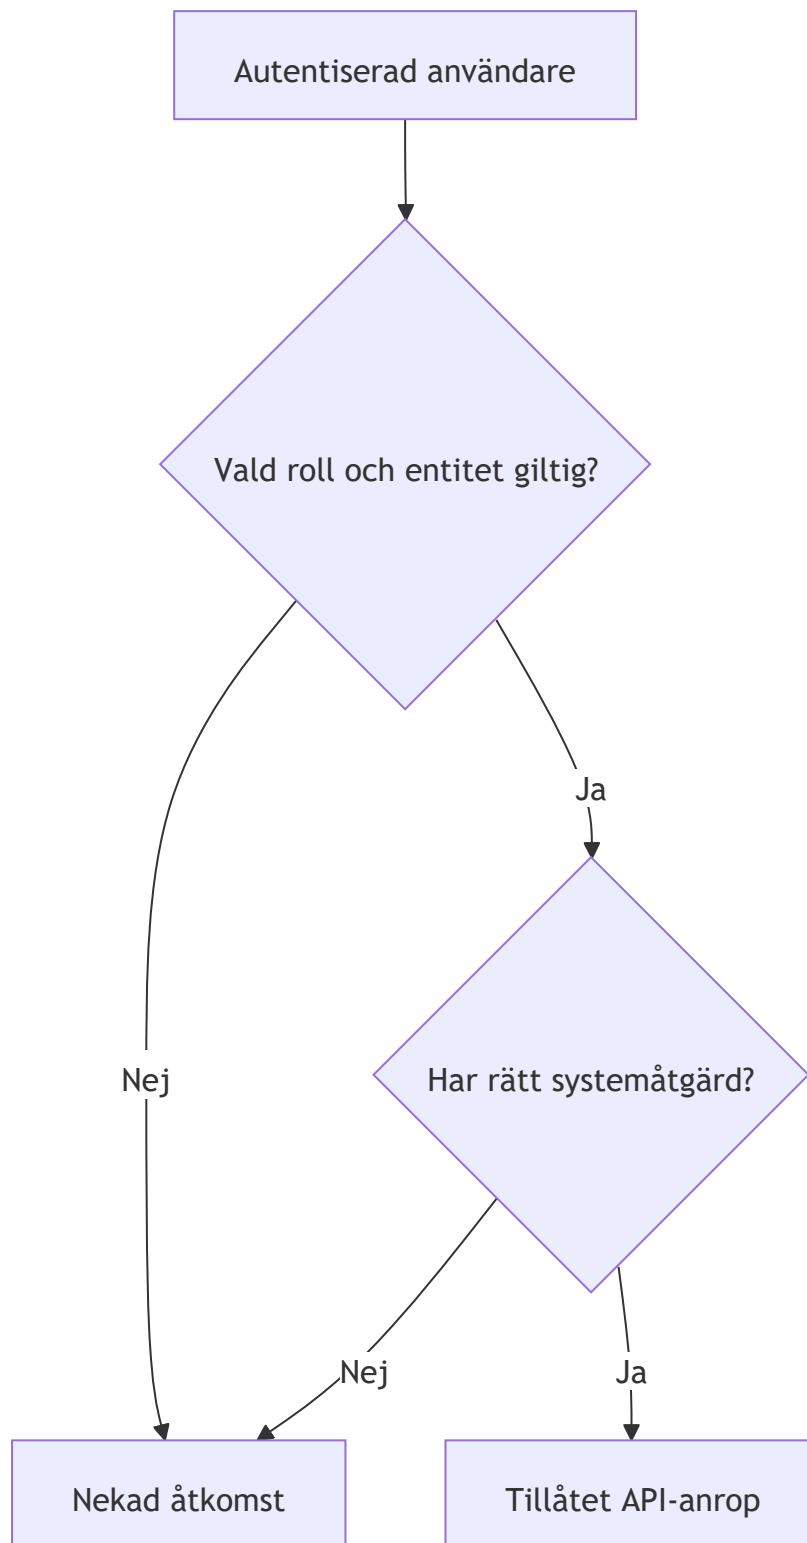 Autentiserad användare
Vald roll och entitet giltig?
Ja
Nej
Har rätt systemåtgärd?
Nej
Ja
Nekad åtkomst
Tillåtet API-anrop